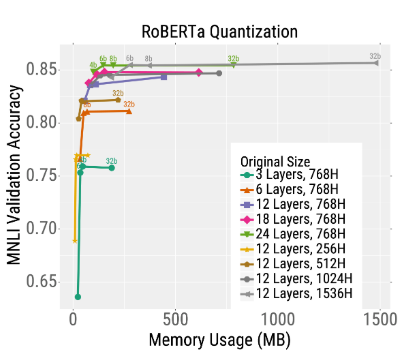 RoBERTa Quantization
MNLI Validation Accuracy
0.85
0.80
0.75
0.70
0.65
4b 6b 8b 6b 8b 32b 32b
32b
32b
32b
Original Size
3 Layers, 768H
6 Layers, 768H
12 Layers, 768H
18 Layers, 768H
24 Layers, 768H
12 Layers, 256H
12 Layers, 512H
12 Layers, 1024H
12 Layers, 1536H
0 500 1000 1500
Memory Usage (MB)